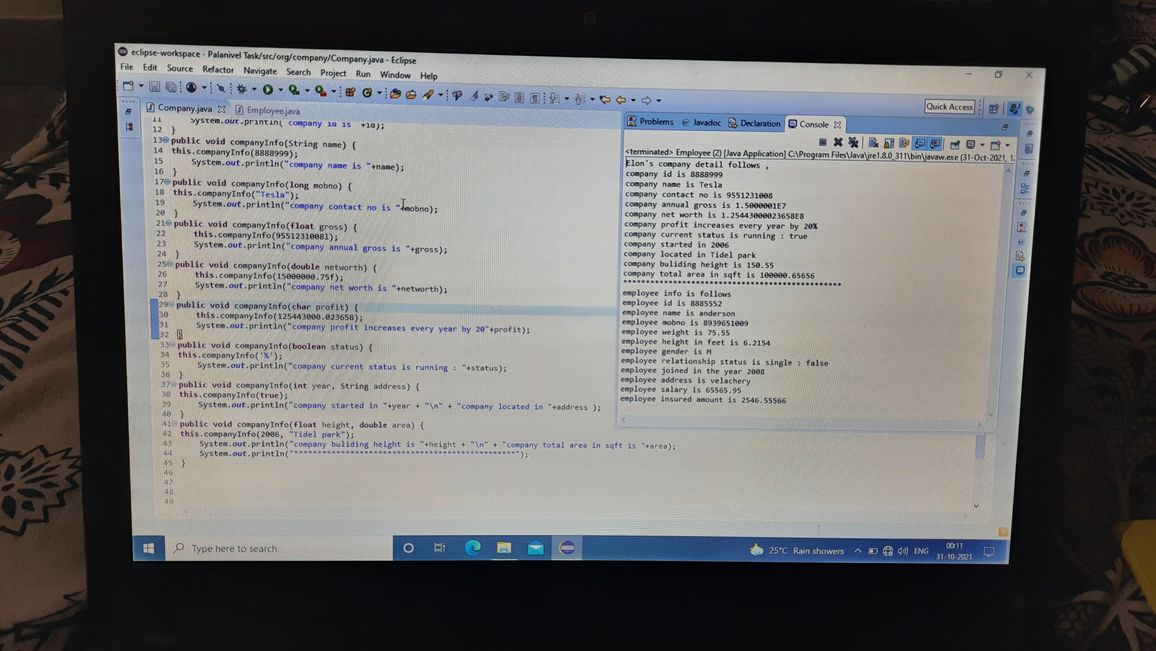 eclipse-workspace - Palanivel Task/src/org/company/Company.java - Eclipse
File Edit Source Refactor Navigate Search Project Run Window Help
Quick Access
Company.java Employee.java
11 System.out.println( company id is "+id);
12 }
13 public void companyInfo(String name) {
14 this.companyInfo(8888999);
15 System.out.println("company name is "+name);
16 }
17 public void companyInfo(long mobno) {
18 this.companyInfo("Tesla");
19 System.out.println("company contact no is "+mobno);
20 }
21 public void companyInfo(float gross) {
22 this.companyInfo(9551231008l);
23 System.out.println("company annual gross is "+gross);
24 }
25 public void companyInfo(double networth) {
26 this.companyInfo(15000000.75f);
27 System.out.println("company net worth is "+networth);
28 }
29 public void companyInfo(char profit) {
30 this.companyInfo(125443000.023658);
31 System.out.println("company profit increases every year by 20"+profit);
32 }
33 public void companyInfo(boolean status) {
34 this.companyInfo('%');
35 System.out.println("company current status is running : "+status);
36 }
37 public void companyInfo(int year, String address) {
38 this.companyInfo(true);
39 System.out.println("company started in "+year + "\n" + "company located in "+address );
40 }
41 public void companyInfo(float height, double area) {
42 this.companyInfo(2006, "Tidel park");
43 System.out.println("company buliding height is "+height + "\n" + "company total area in sqft is "+area);
44 System.out.println("**************************************************");
45 }
46
47
48
49
Problems Javadoc Declaration Console
<terminated> Employee (2) [Java Application] C:\Program Files\Java\jre1.8.0_311\bin\javaw.exe (31-Oct-2021, 1
Elon's company detail follows ,
company id is 8888999
company name is Tesla
company contact no is 9551231008
company annual gross is 1.5000001E7
company net worth is 1.25443000023658E8
company profit increases every year by 20%
company current status is running : true
company started in 2006
company located in Tidel park
company buliding height is 150.55
company total area in sqft is 100000.65656
**************************************************
employee info is follows
employee id is 8885552
employee name is anderson
employee mobno is 8939651009
employee weight is 75.55
employee height in feet is 6.2154
employee gender is M
employee relationship status is single : false
employee joined in the year 2008
employee address is velachery
employee salary is 65565.95
employee insured amount is 2546.55566
Type here to search
25°C Rain showers
ENG
00:11
31-10-2021